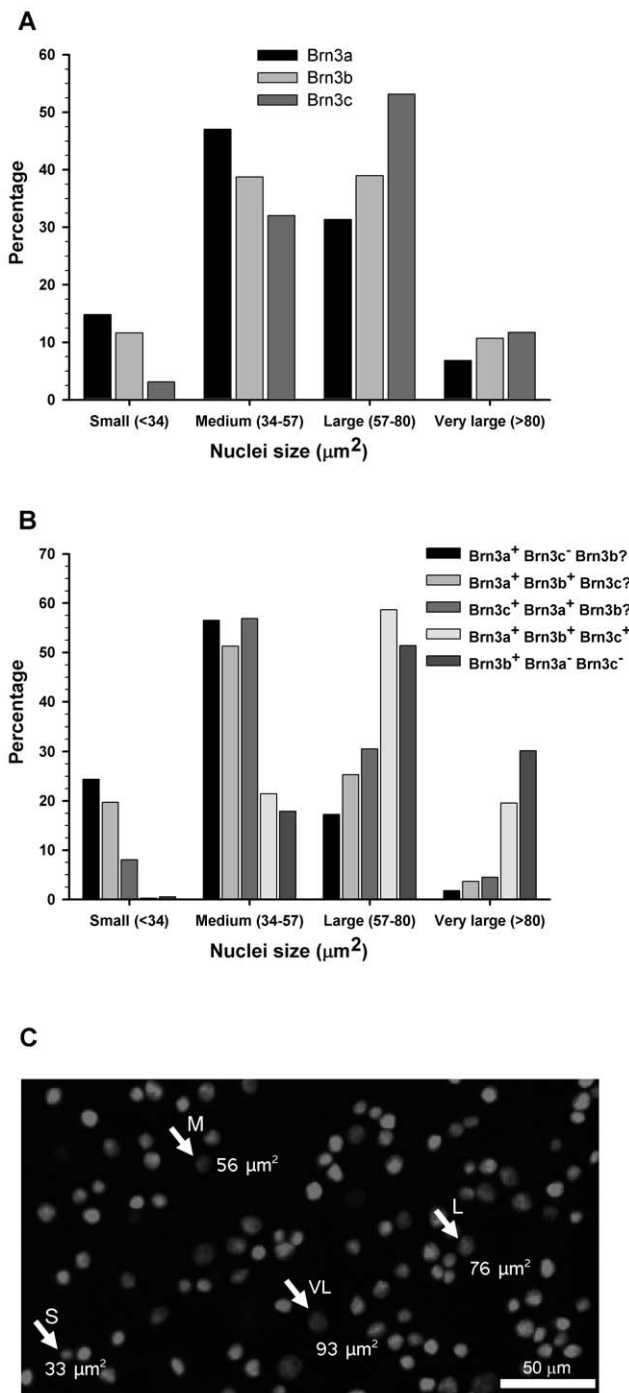 A
Brn3a
Brn3b
Brn3c
60
50
40
30
20
10
0
Percentage
Small (<34) Medium (34-57) Large (57-80) Very large (>80)
Nuclei size (μm²)
B
Brn3a⁺ Brn3c⁻ Brn3b?
Brn3a⁺ Brn3b⁺ Brn3c?
Brn3c⁺ Brn3a⁺ Brn3b?
Brn3a⁺ Brn3b⁺ Brn3c⁺
Brn3b⁺ Brn3a⁻ Brn3c⁻
70
60
50
40
30
20
10
0
Percentage
Small (<34) Medium (34-57) Large (57-80) Very large (>80)
Nuclei size (μm²)
C
M
56 μm²
L
76 μm²
VL
93 μm²
S
33 μm²
50 μm